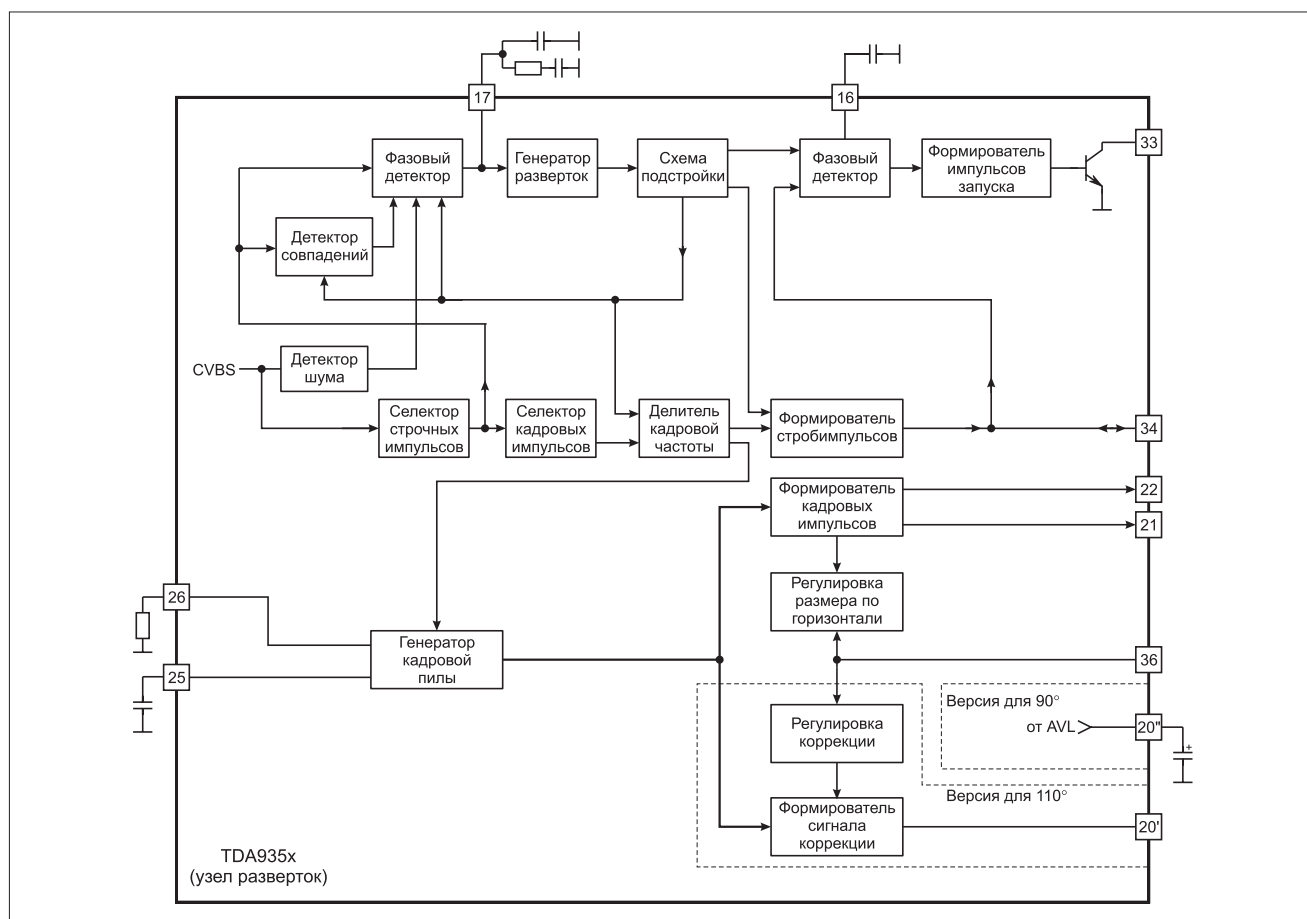 17
16
33
Фазовый
детектор
Генератор
разверток
Схема
подстройки
Фазовый
детектор
Формирователь
импульсов
запуска
Детектор
совпадений
CVBS
Детектор
шума
Селектор
строчных
импульсов
Селектор
кадровых
импульсов
Делитель
кадровой
частоты
Формирователь
стробимпульсов
34
Формирователь
кадровых
импульсов
22
21
Регулировка
размера по
горизонтали
26
Генератор
кадровой
пилы
25
36
Версия для 90°
от AVL
20"
+
Регулировка
коррекции
Версия для 110°
Формирователь
сигнала
коррекции
20'
TDA935x
(узел разверток)